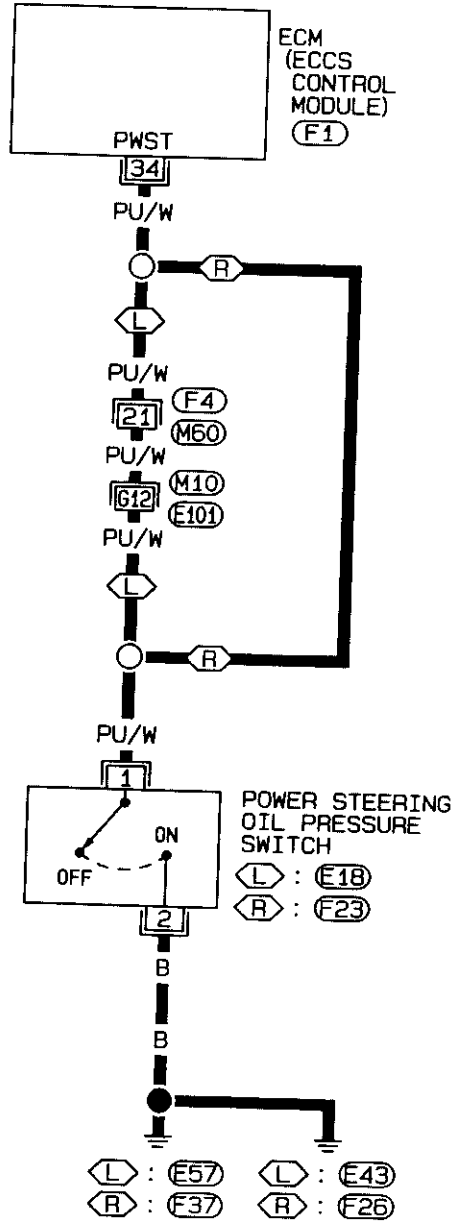 ECM
(ECCS
CONTROL
MODULE)
F1
PWST
34
PU/W
R
L
PU/W
21
F4
M60
PU/W
G12
M10
E101
PU/W
L
R
PU/W
1
POWER STEERING
OIL PRESSURE
SWITCH
ON
OFF
L : E18
R : F23
2
B
B
L : E57 L : E43
R : F37 R : F26